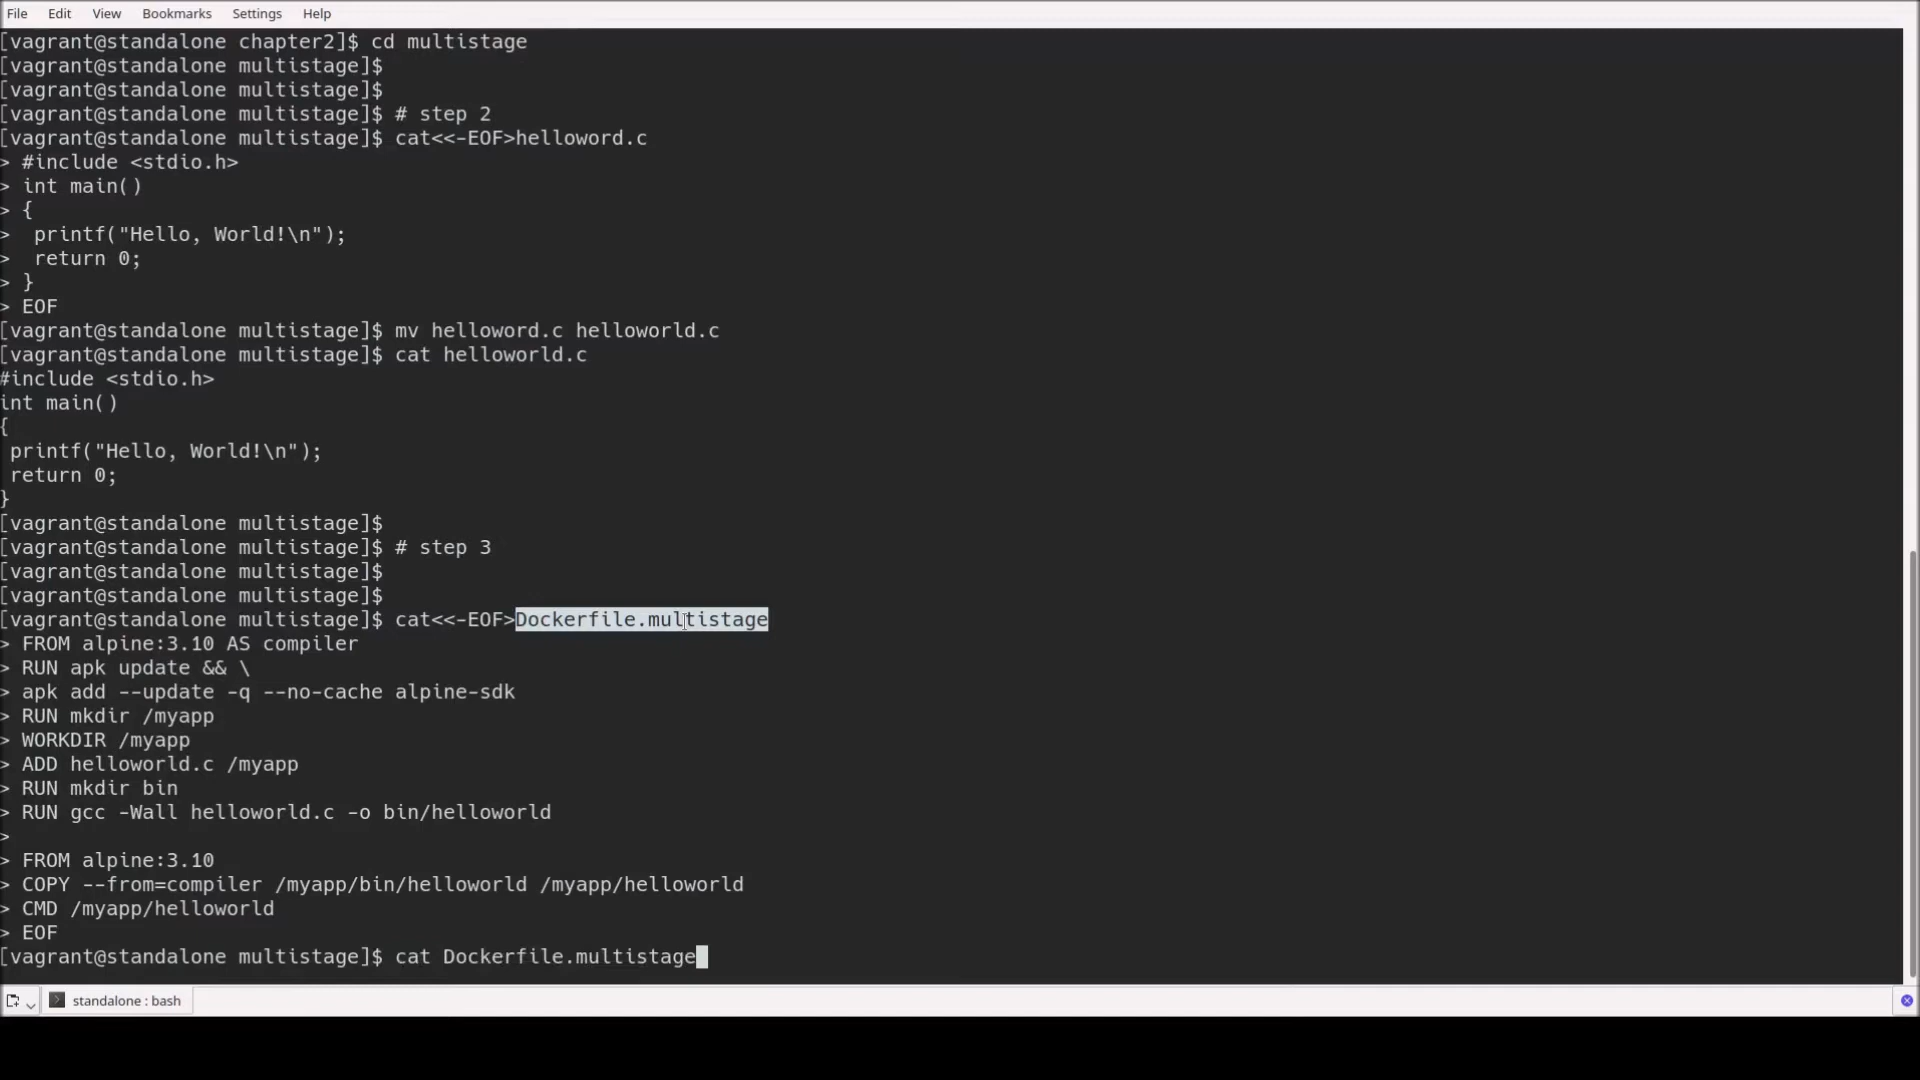 File Edit View Bookmarks Settings Help
[vagrant@standalone chapter2]$ cd multistage
[vagrant@standalone multistage]$
[vagrant@standalone multistage]$
[vagrant@standalone multistage]$ # step 2
[vagrant@standalone multistage]$ cat<<-EOF>helloword.c
> #include <stdio.h>
> int main()
> {
>  printf("Hello, World!\n");
>  return 0;
> }
> EOF
[vagrant@standalone multistage]$ mv helloword.c helloworld.c
[vagrant@standalone multistage]$ cat helloworld.c
#include <stdio.h>
int main()
{
 printf("Hello, World!\n");
 return 0;
}
[vagrant@standalone multistage]$
[vagrant@standalone multistage]$ # step 3
[vagrant@standalone multistage]$
[vagrant@standalone multistage]$
[vagrant@standalone multistage]$ cat<<-EOF>Dockerfile.multistage
> FROM alpine:3.10 AS compiler
> RUN apk update && \
> apk add --update -q --no-cache alpine-sdk
> RUN mkdir /myapp
> WORKDIR /myapp
> ADD helloworld.c /myapp
> RUN mkdir bin
> RUN gcc -Wall helloworld.c -o bin/helloworld
>
> FROM alpine:3.10
> COPY --from=compiler /myapp/bin/helloworld /myapp/helloworld
> CMD /myapp/helloworld
> EOF
[vagrant@standalone multistage]$ cat Dockerfile.multistage
standalone : bash